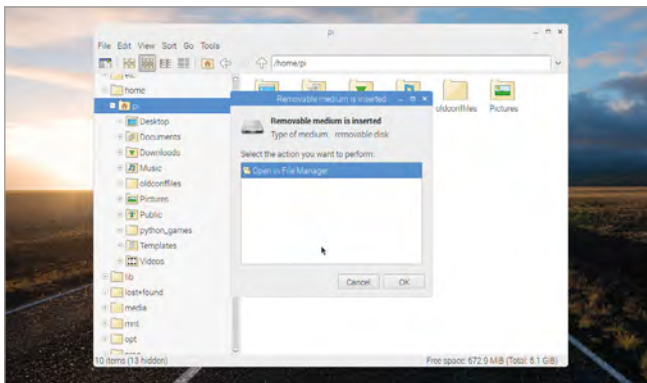 pi
File Edit View Sort Go Tools
/home/pi
etc
home
pi
Desktop
Documents
Downloads
Music
oldconffiles
Pictures
Public
python_games
Templates
Videos
lib
lost+found
media
mnt
opt
oldconffiles
Pictures
Removable medium is inserted
Removable medium is inserted
Type of medium: removable disk
Select the action you want to perform:
Open in File Manager
Cancel OK
10 items (13 hidden)
Free space: 672.9 MiB (Total: 6.1 GiB)